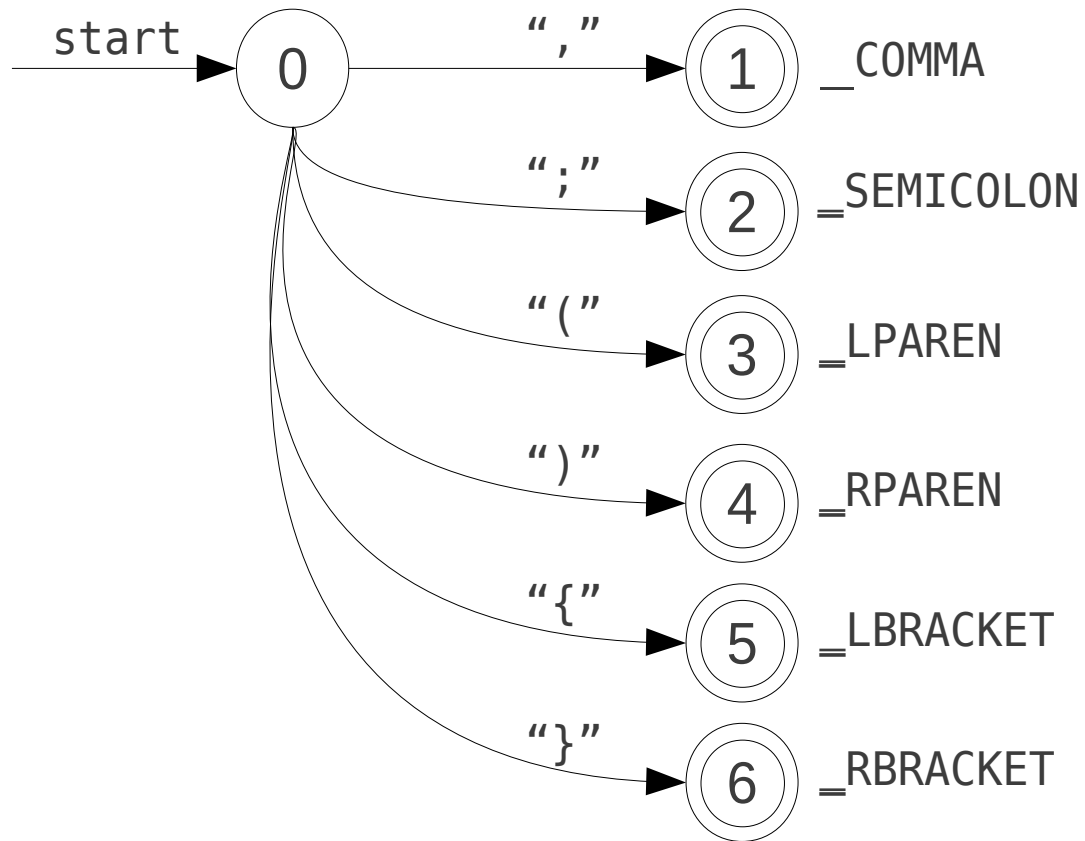 start
0
“,”
1
_COMMA
“;”
2
_SEMICOLON
“(”
3
_LPAREN
“)”
4
_RPAREN
“{”
5
_LBRACKET
“}”
6
_RBRACKET